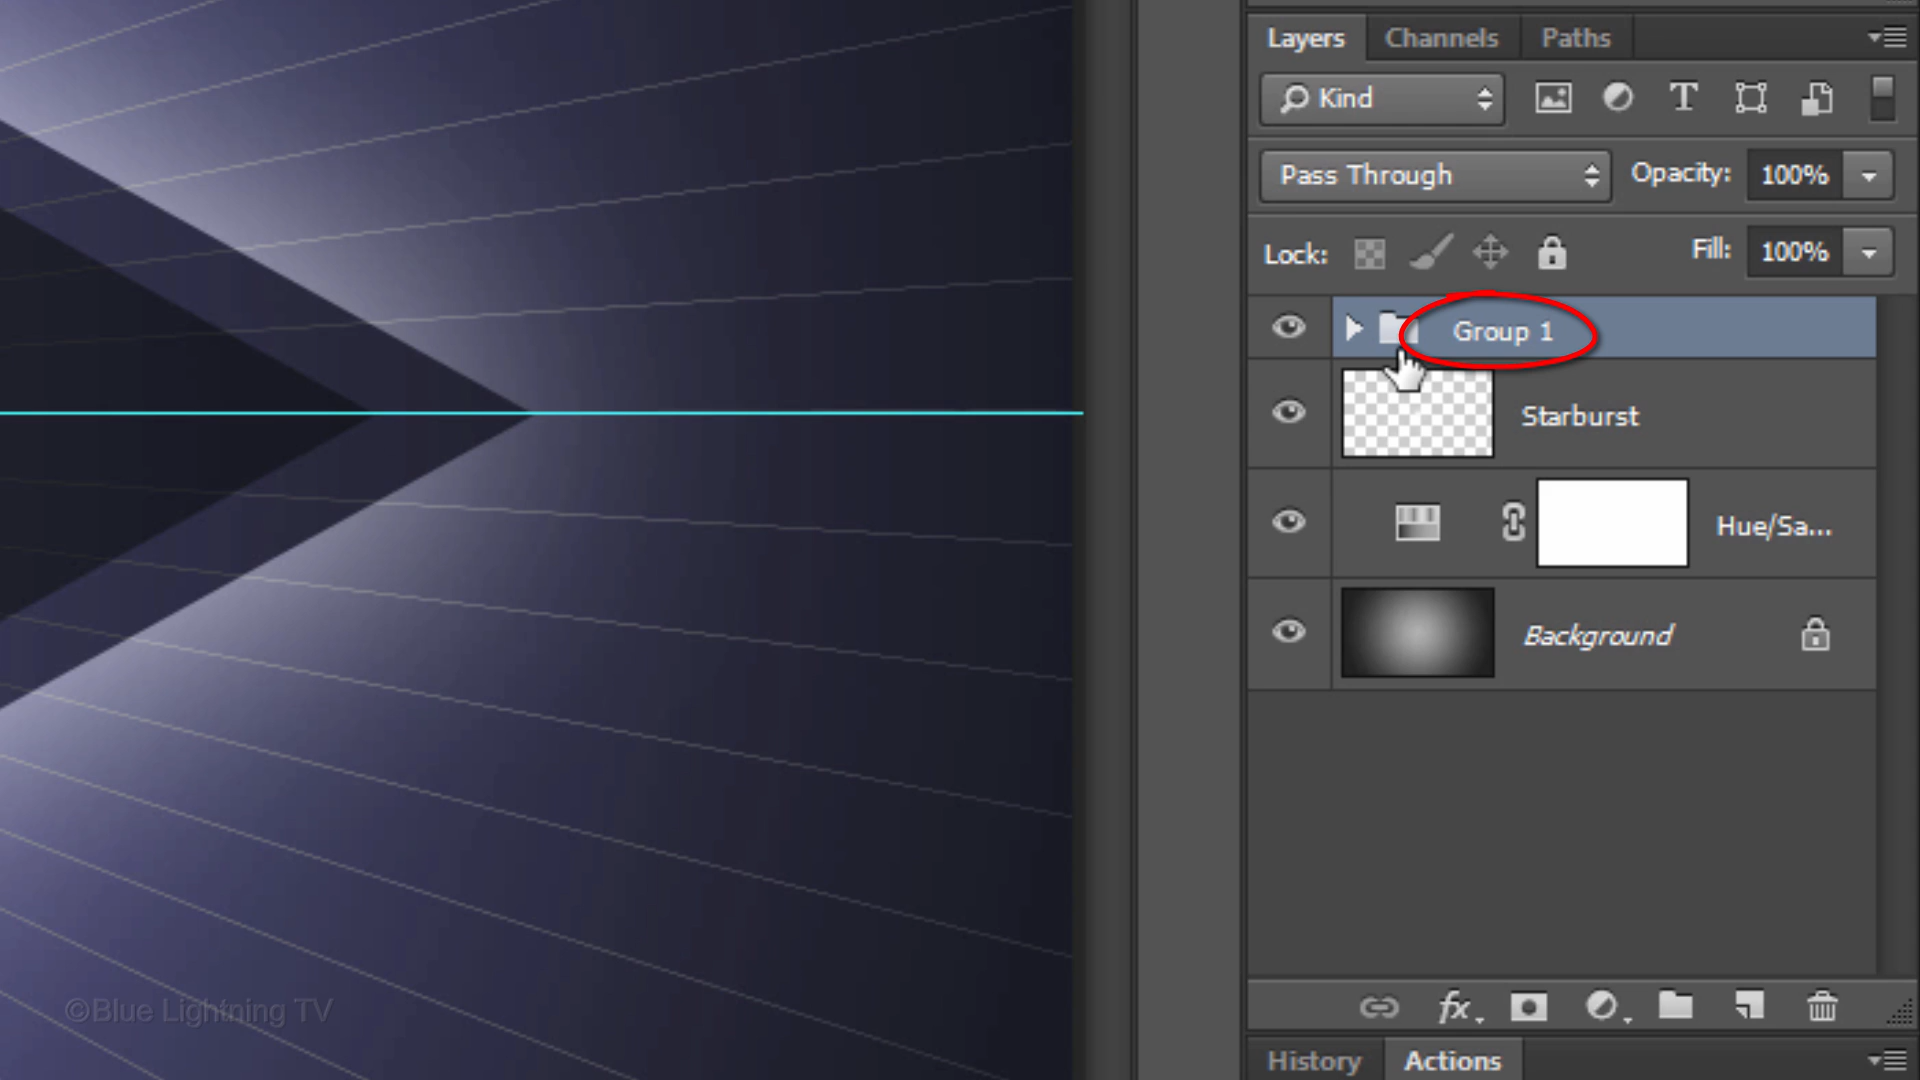 Layers Channels Paths
Kind
Pass Through Opacity: 100%
Lock: Fill: 100%
Group 1
Starburst
Hue/Sa...
Background
fx
©Blue Lightning TV
History Actions